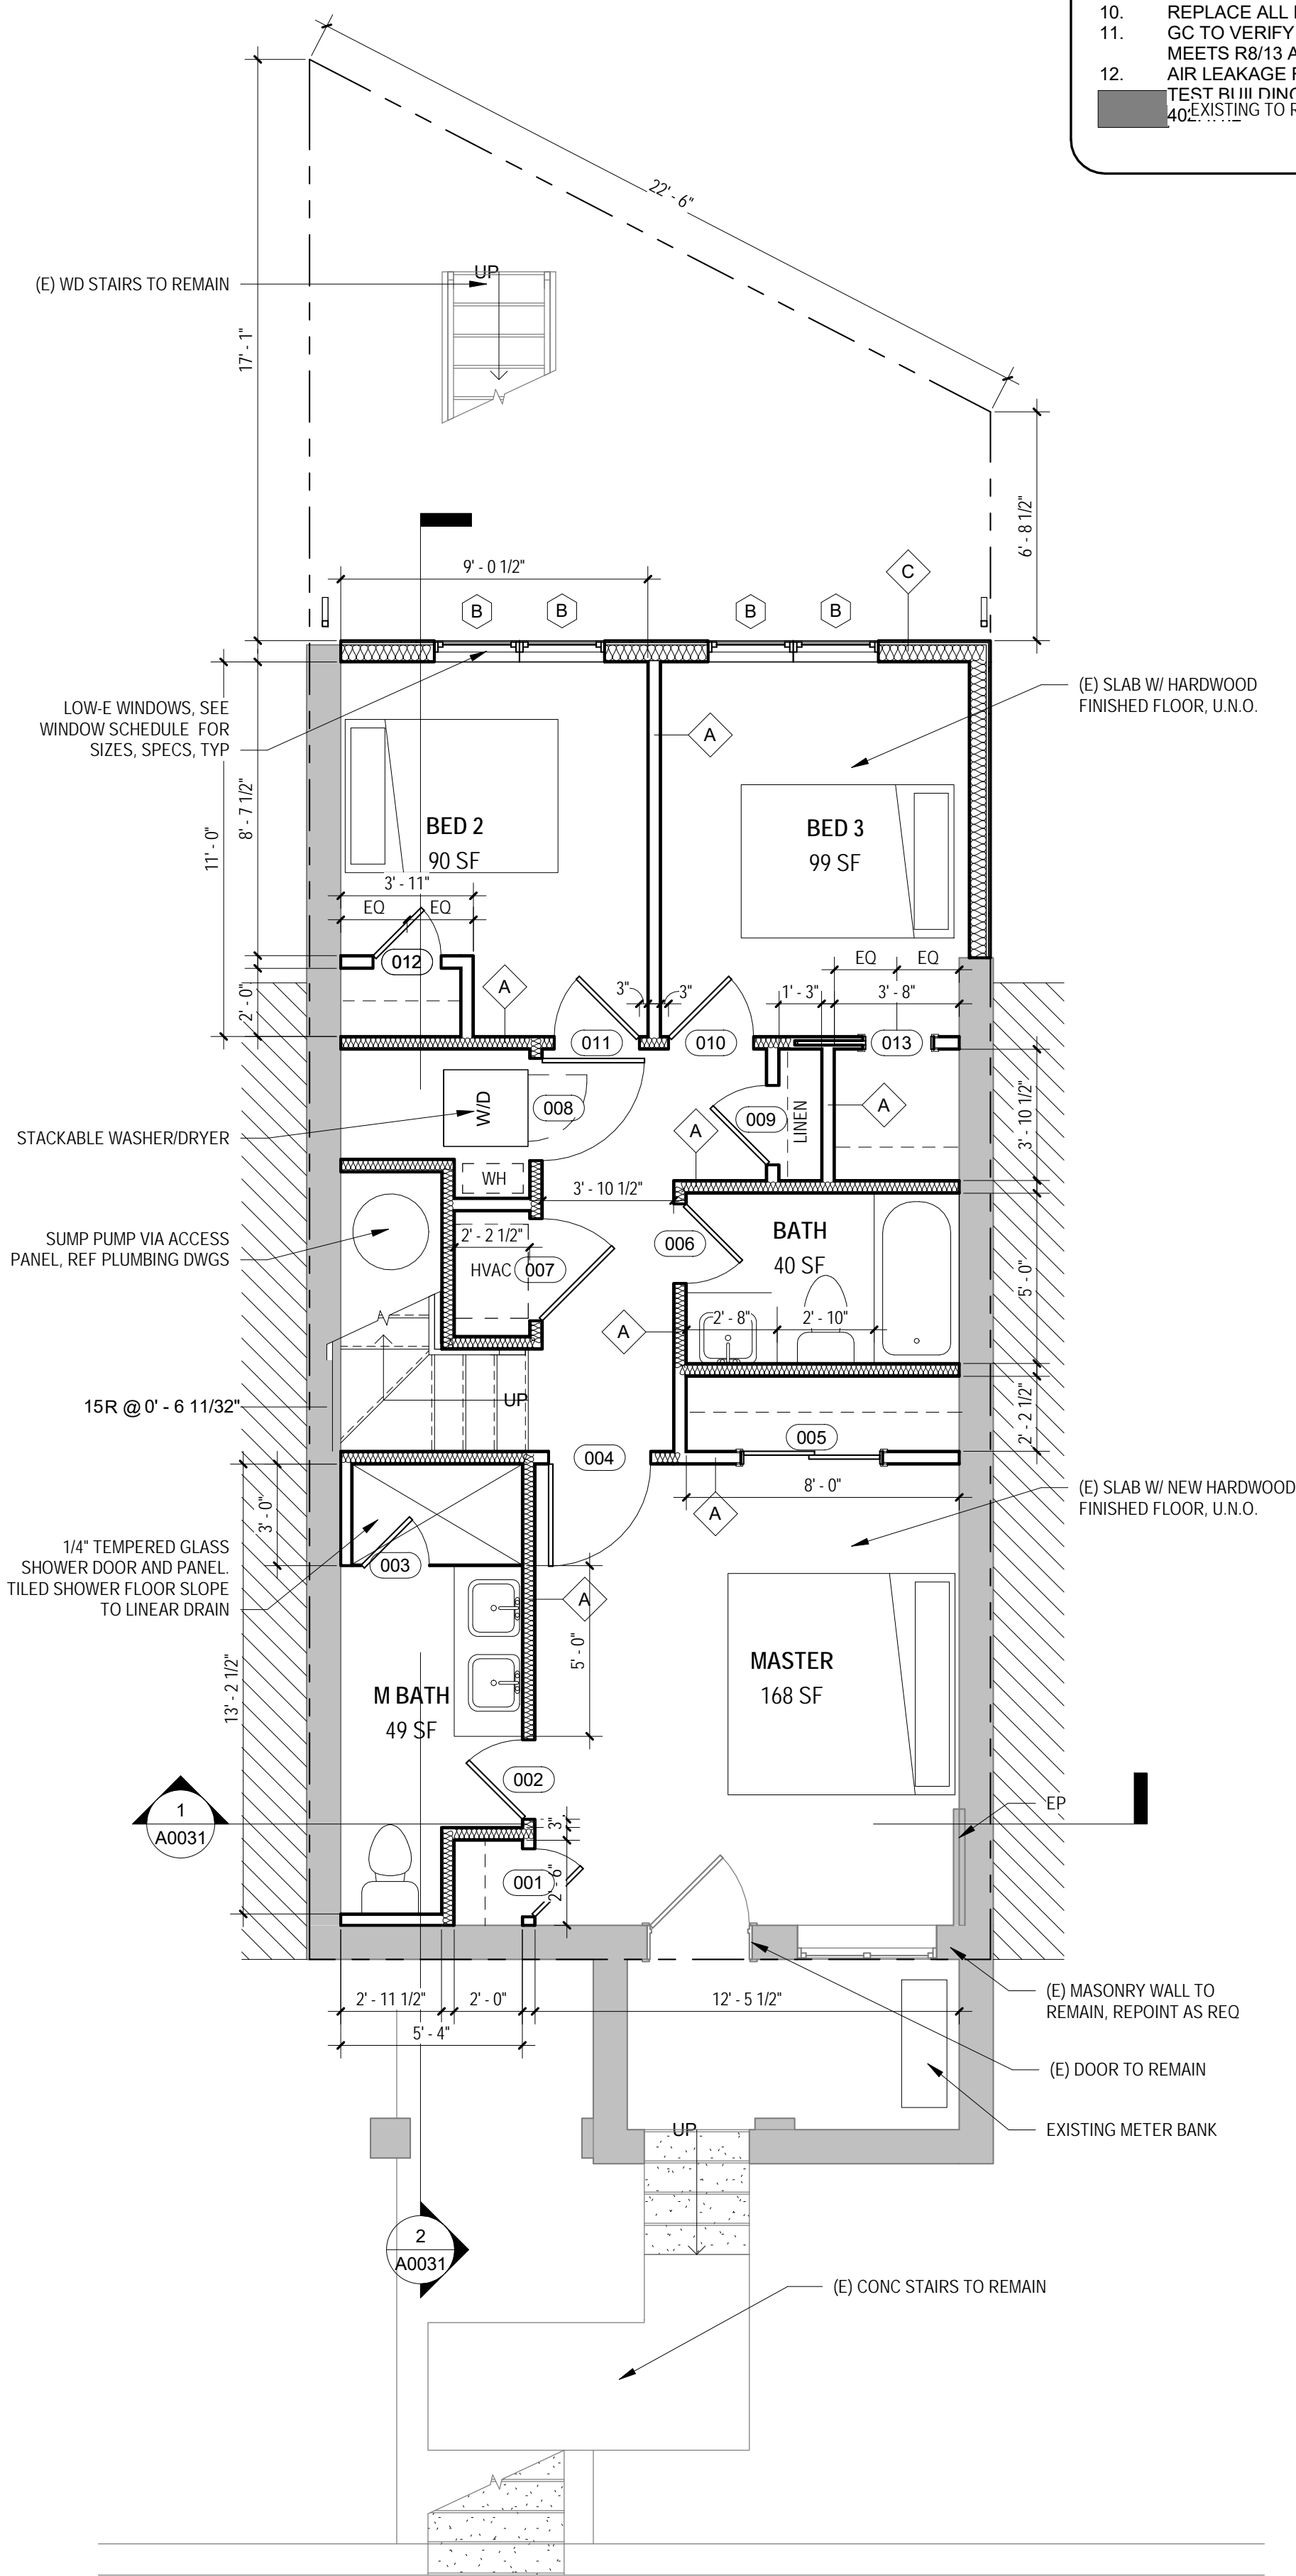 10. REPLACE ALL
11. GC TO VERIFY
MEETS R8/13 A
12. AIR LEAKAGE
TEST BUILDING
EXISTING TO R
22' - 6"
(E) WD STAIRS TO REMAIN
UP
17' - 1"
6' - 8 1/2"
9' - 0 1/2"
C
B
B
B
B
LOW-E WINDOWS, SEE
WINDOW SCHEDULE FOR
SIZES, SPECS, TYP
(E) SLAB W/ HARDWOOD
FINISHED FLOOR, U.N.O.
A
11' - 0"
8' - 7 1/2"
BED 2
90 SF
BED 3
99 SF
3' - 11"
EQ
EQ
012
EQ
EQ
2' - 0"
A
3"
3"
1' - 3"
3' - 8"
011
010
013
W/D
008
009
LINEN
A
A
3' - 10 1/2"
STACKABLE WASHER/DRYER
WH
3' - 10 1/2"
SUMP PUMP VIA ACCESS
PANEL, REF PLUMBING DWGS
2' - 2 1/2"
HVAC
007
006
BATH
40 SF
5' - 0"
A
2' - 8"
2' - 10"
15R @ 0' - 6 11/32"
UP
2' - 2 1/2"
005
004
8' - 0"
A
(E) SLAB W/ NEW HARDWOOD
FINISHED FLOOR, U.N.O.
3' - 0"
1/4" TEMPERED GLASS
SHOWER DOOR AND PANEL.
TILED SHOWER FLOOR SLOPE
TO LINEAR DRAIN
003
A
5' - 0"
13' - 2 1/2"
MASTER
168 SF
M BATH
49 SF
002
1
A0031
3"
EP
001
2' - 6"
2' - 11 1/2"
2' - 0"
12' - 5 1/2"
5' - 4"
(E) MASONRY WALL TO
REMAIN, REPOINT AS REQ
(E) DOOR TO REMAIN
EXISTING METER BANK
UP
2
A0031
(E) CONC STAIRS TO REMAIN